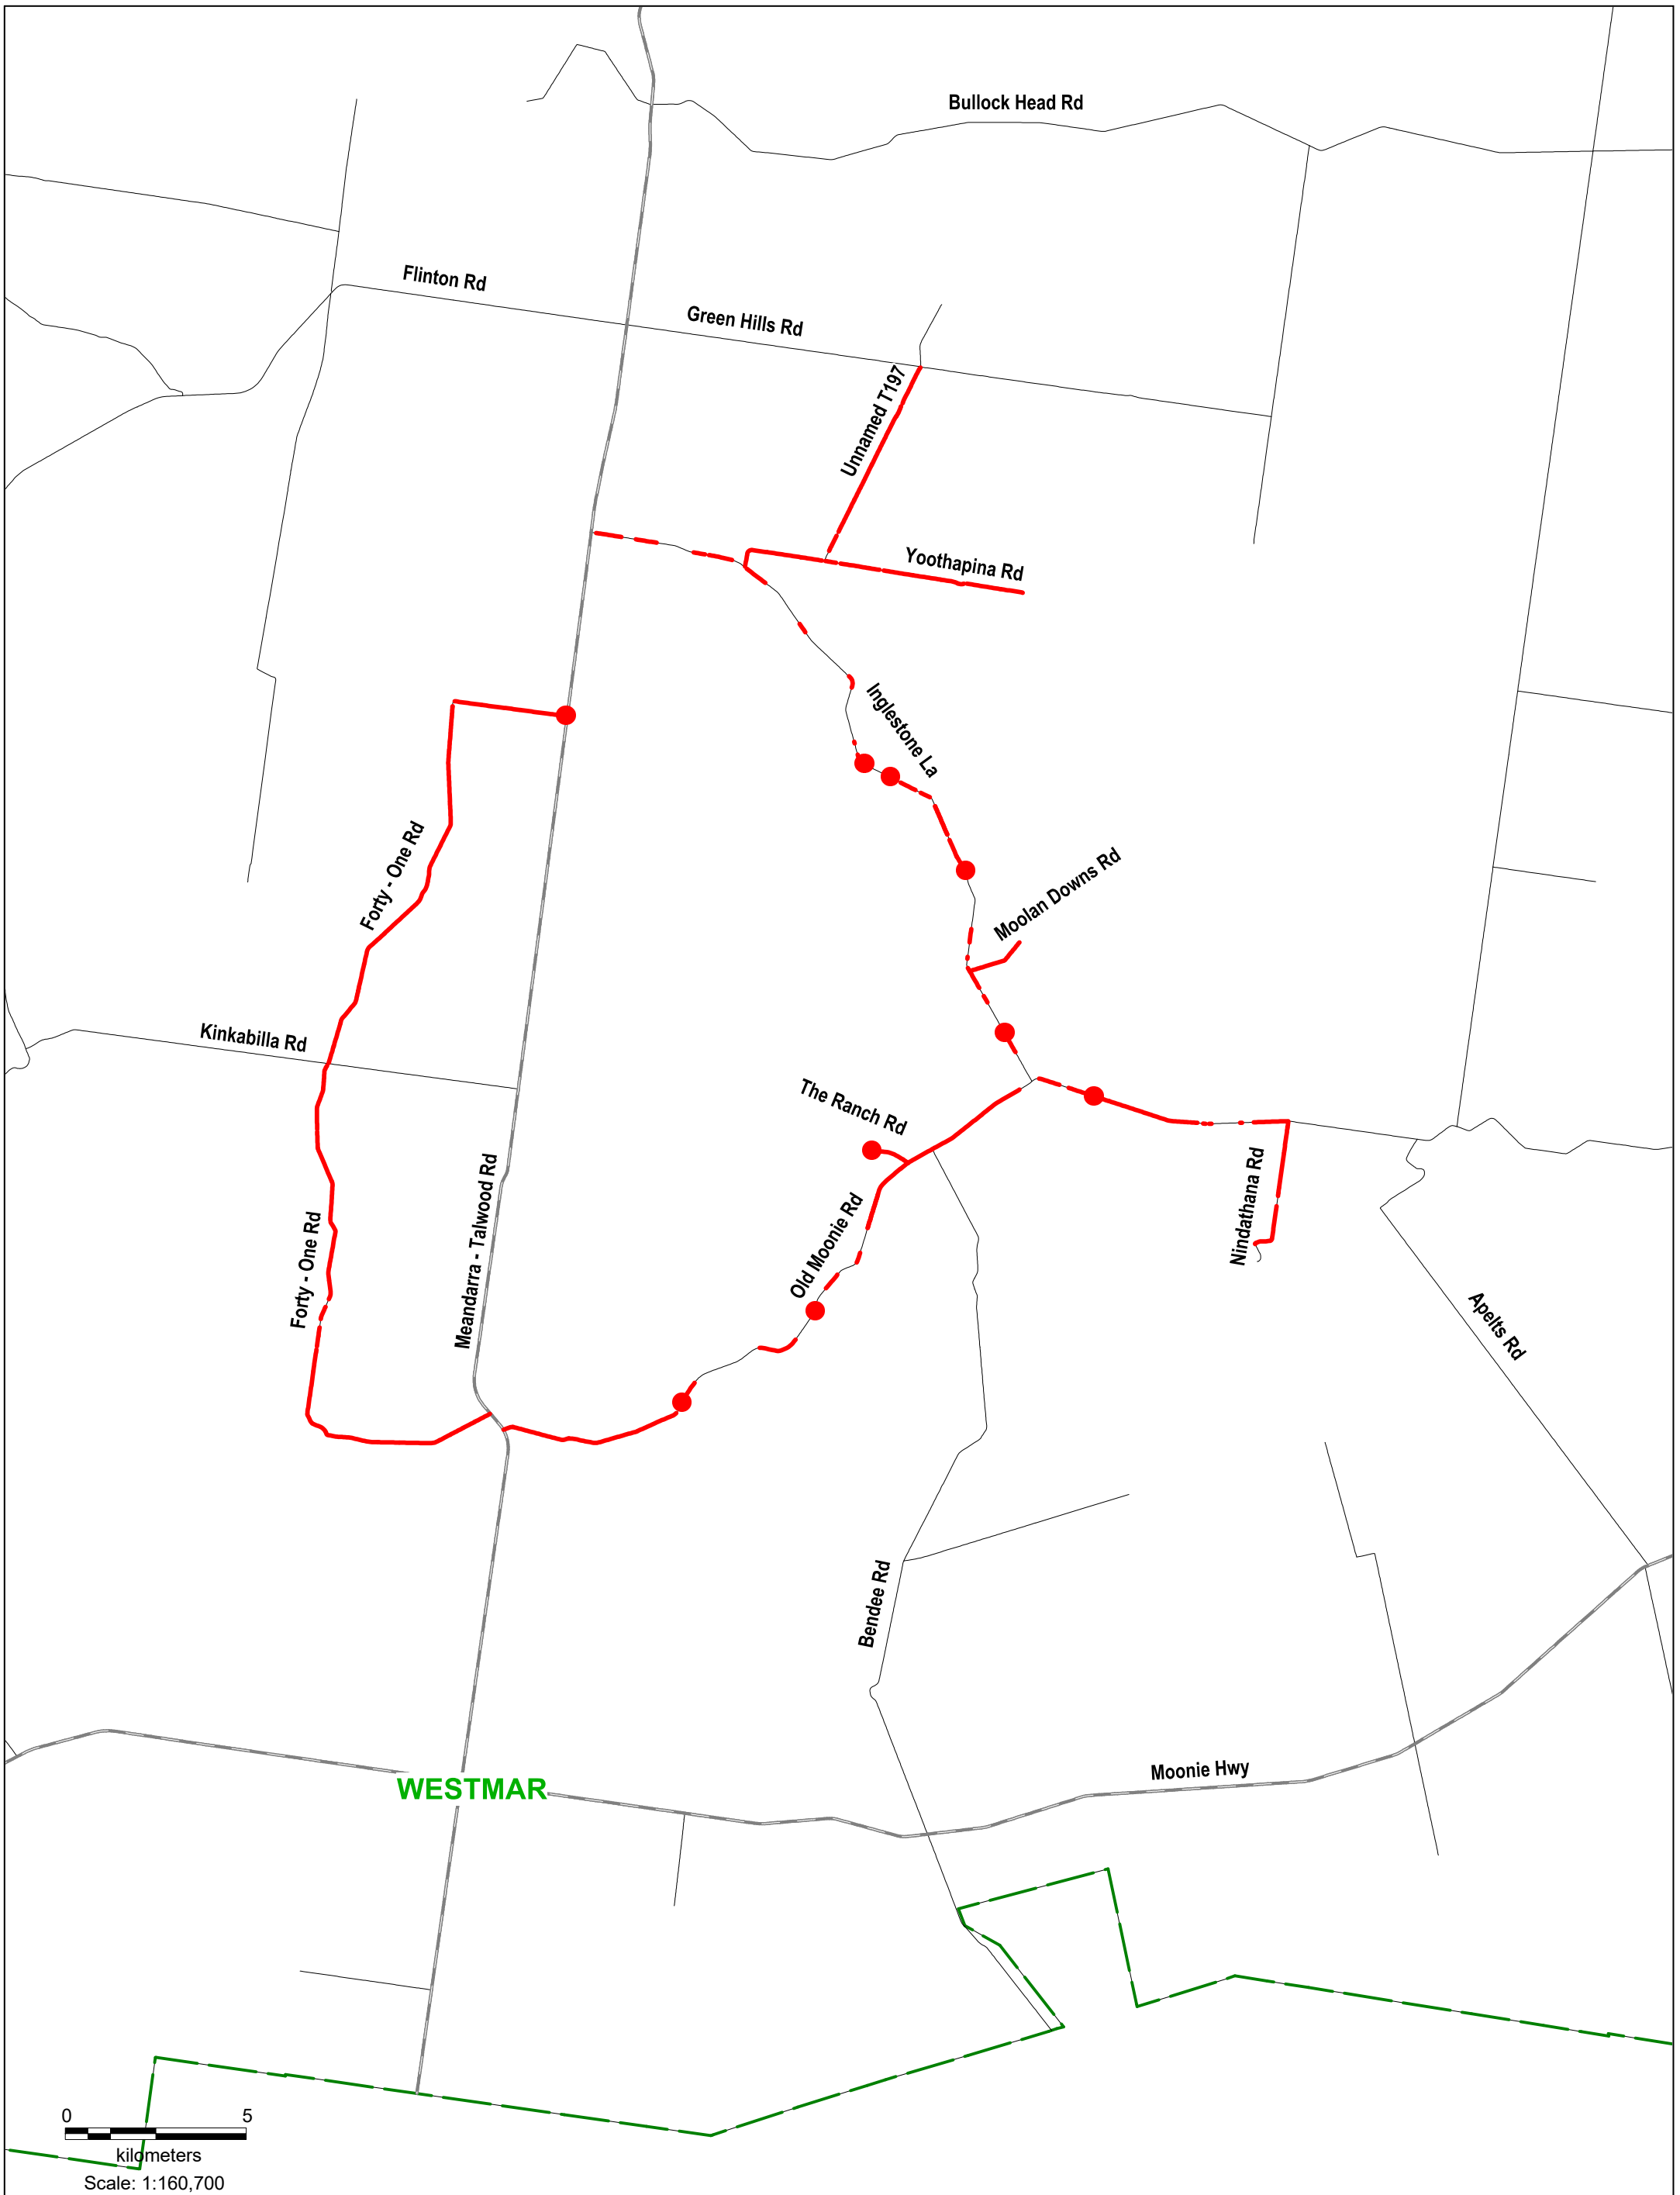 Bullock Head Rd
Flinton Rd
Green Hills Rd
Unnamed T197
Yoothapina Rd
Inglestone La
Forty - One Rd
Moolan Downs Rd
Kinkabilla Rd
The Ranch Rd
Meandarra - Talwood Rd
Nindathana Rd
Old Moonie Rd
Forty - One Rd
Apelts Rd
Bendee Rd
Moonie Hwy
WESTMAR
0 5
kilometers
Scale: 1:160,700